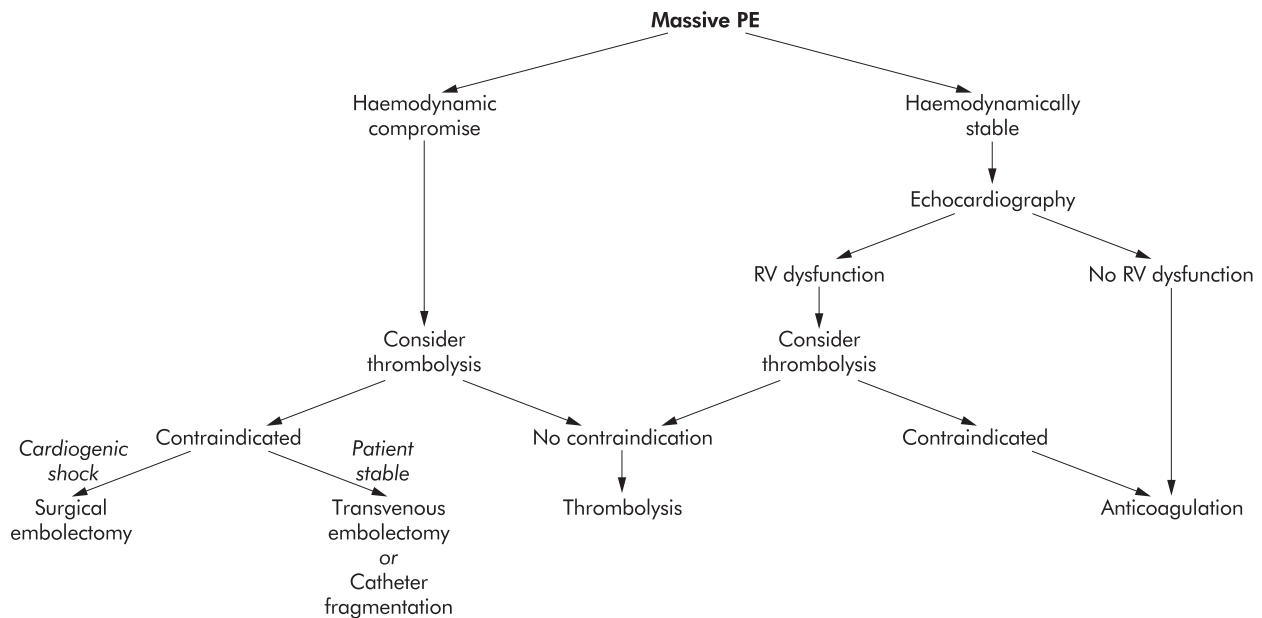 Massive PE
Haemodynamic
compromise
Haemodynamically
stable
Echocardiography
RV dysfunction
No RV dysfunction
Consider
thrombolysis
Consider
thrombolysis
Contraindicated
No contraindication
Contraindicated
Cardiogenic
shock
Patient
stable
Surgical
embolectomy
Transvenous
embolectomy
or
Catheter
fragmentation
Thrombolysis
Anticoagulation